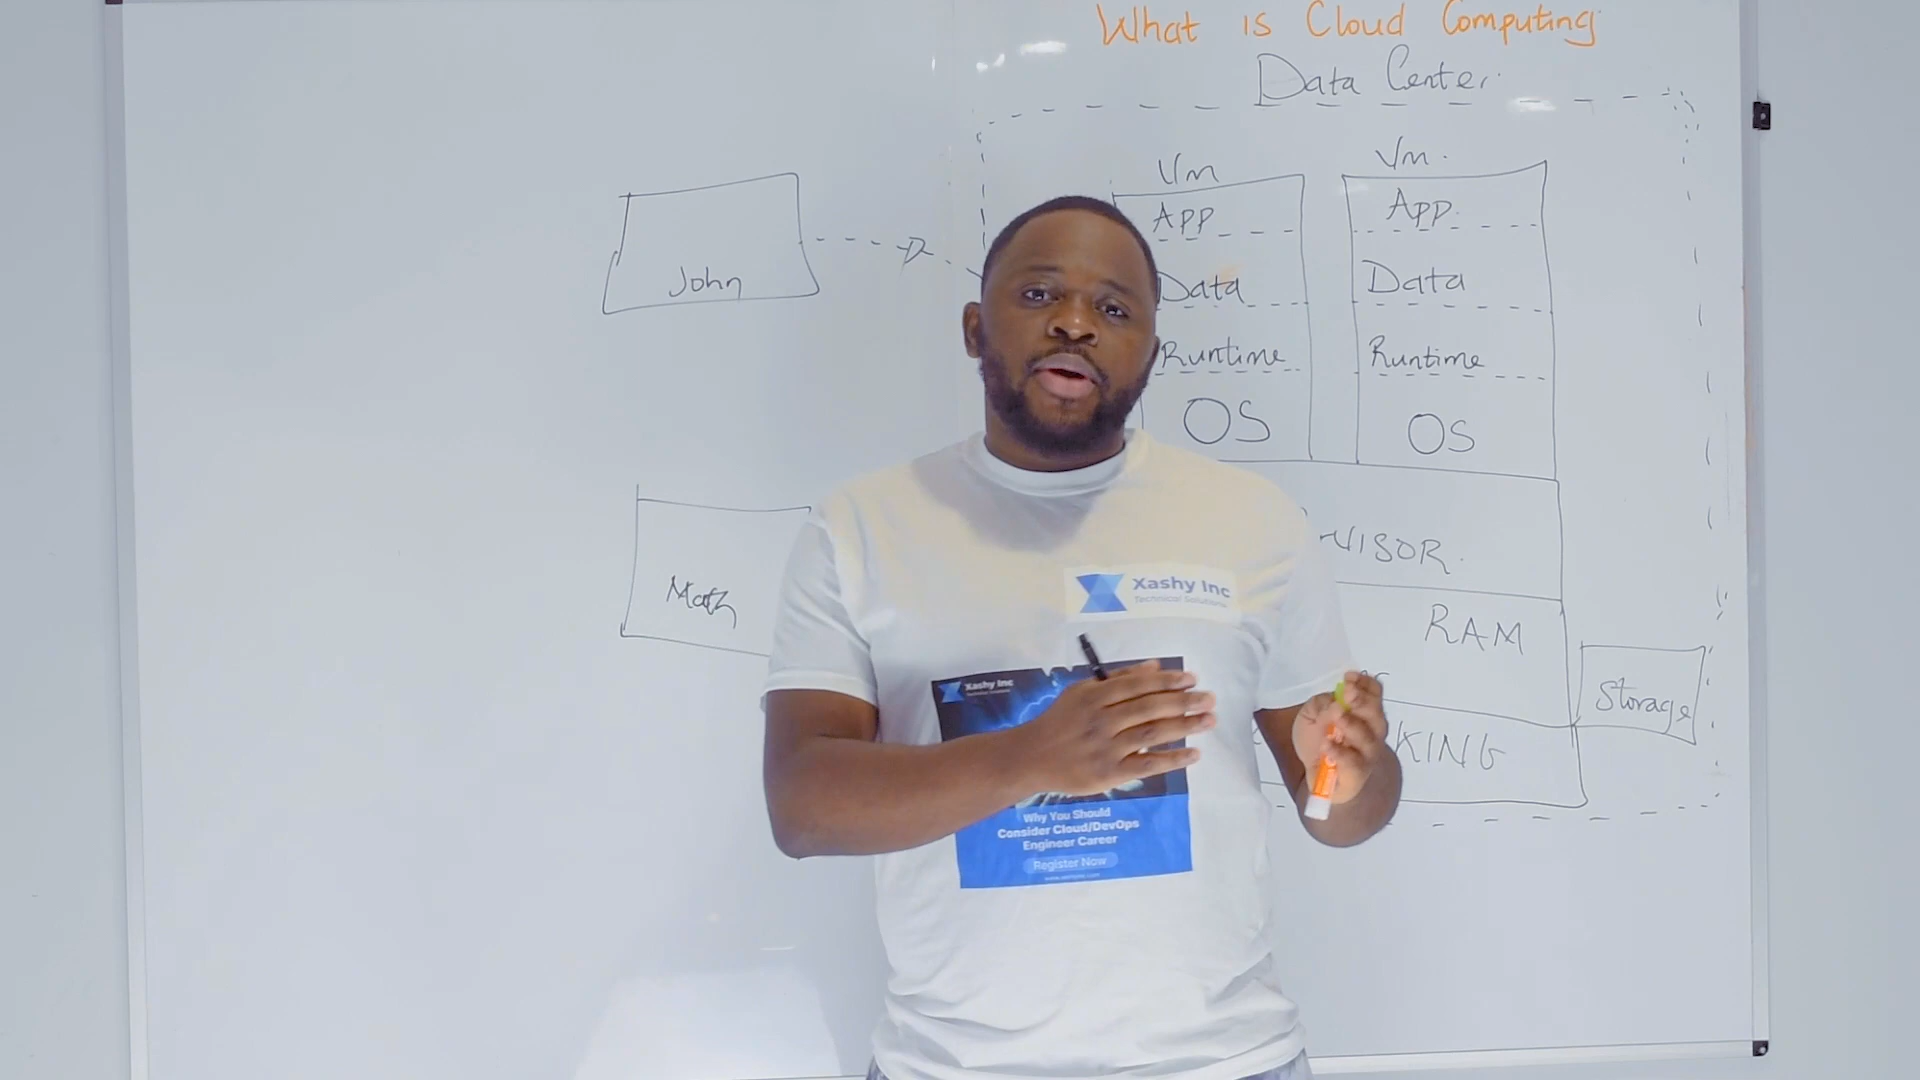 What is Cloud Computing
Data Center.
Vm
Vm.
APP
App.
Data
Data
Runtime
Runtime
OS
OS
John
Math
VISOR.
RAM
Storage
KING
Xashy Inc
Technical Solutions
Xashy Inc
Why You Should
Consider Cloud/DevOps
Engineer Career
Register Now